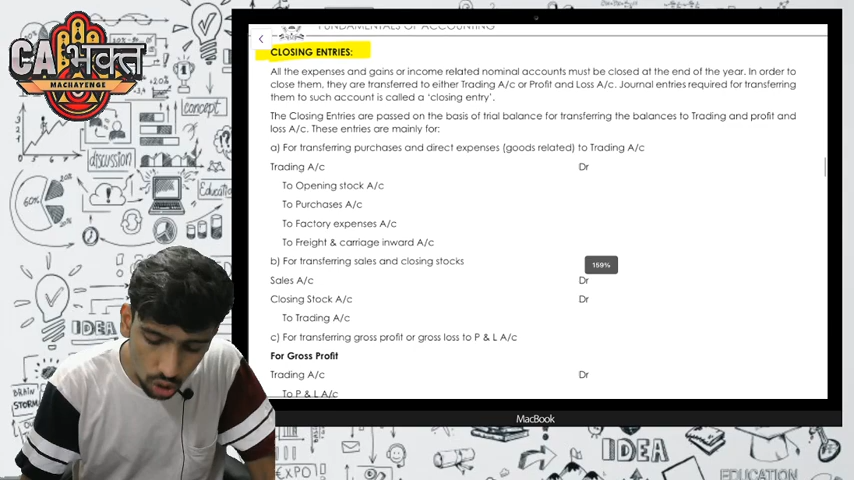 FUNDAMENTALS OF ACCOUNTING
CLOSING ENTRIES:
All the expenses and gains or income related nominal accounts must be closed at the end of the year. In order to
close them, they are transferred to either Trading A/c or Profit and Loss A/c. Journal entries required for transferring
them to such account is called a 'closing entry'.
The Closing Entries are passed on the basis of trial balance for transferring the balances to Trading and profit and
loss A/c. These entries are mainly for:
a) For transferring purchases and direct expenses (goods related) to Trading A/c
Trading A/c Dr
To Opening stock A/c
To Purchases A/c
To Factory expenses A/c
To Freight & carriage inward A/c
b) For transferring sales and closing stocks
159%
Sales A/c Dr
Closing Stock A/c Dr
To Trading A/c
c) For transferring gross profit or gross loss to P & L A/c
For Gross Profit
Trading A/c Dr
To P & L A/c
MacBook
CA भक्त
MACHAYENGE
concept
discussion
20%
60%
Education
IDEA
BRAIN
STORM
€XPO
IDEA
EDUCATION